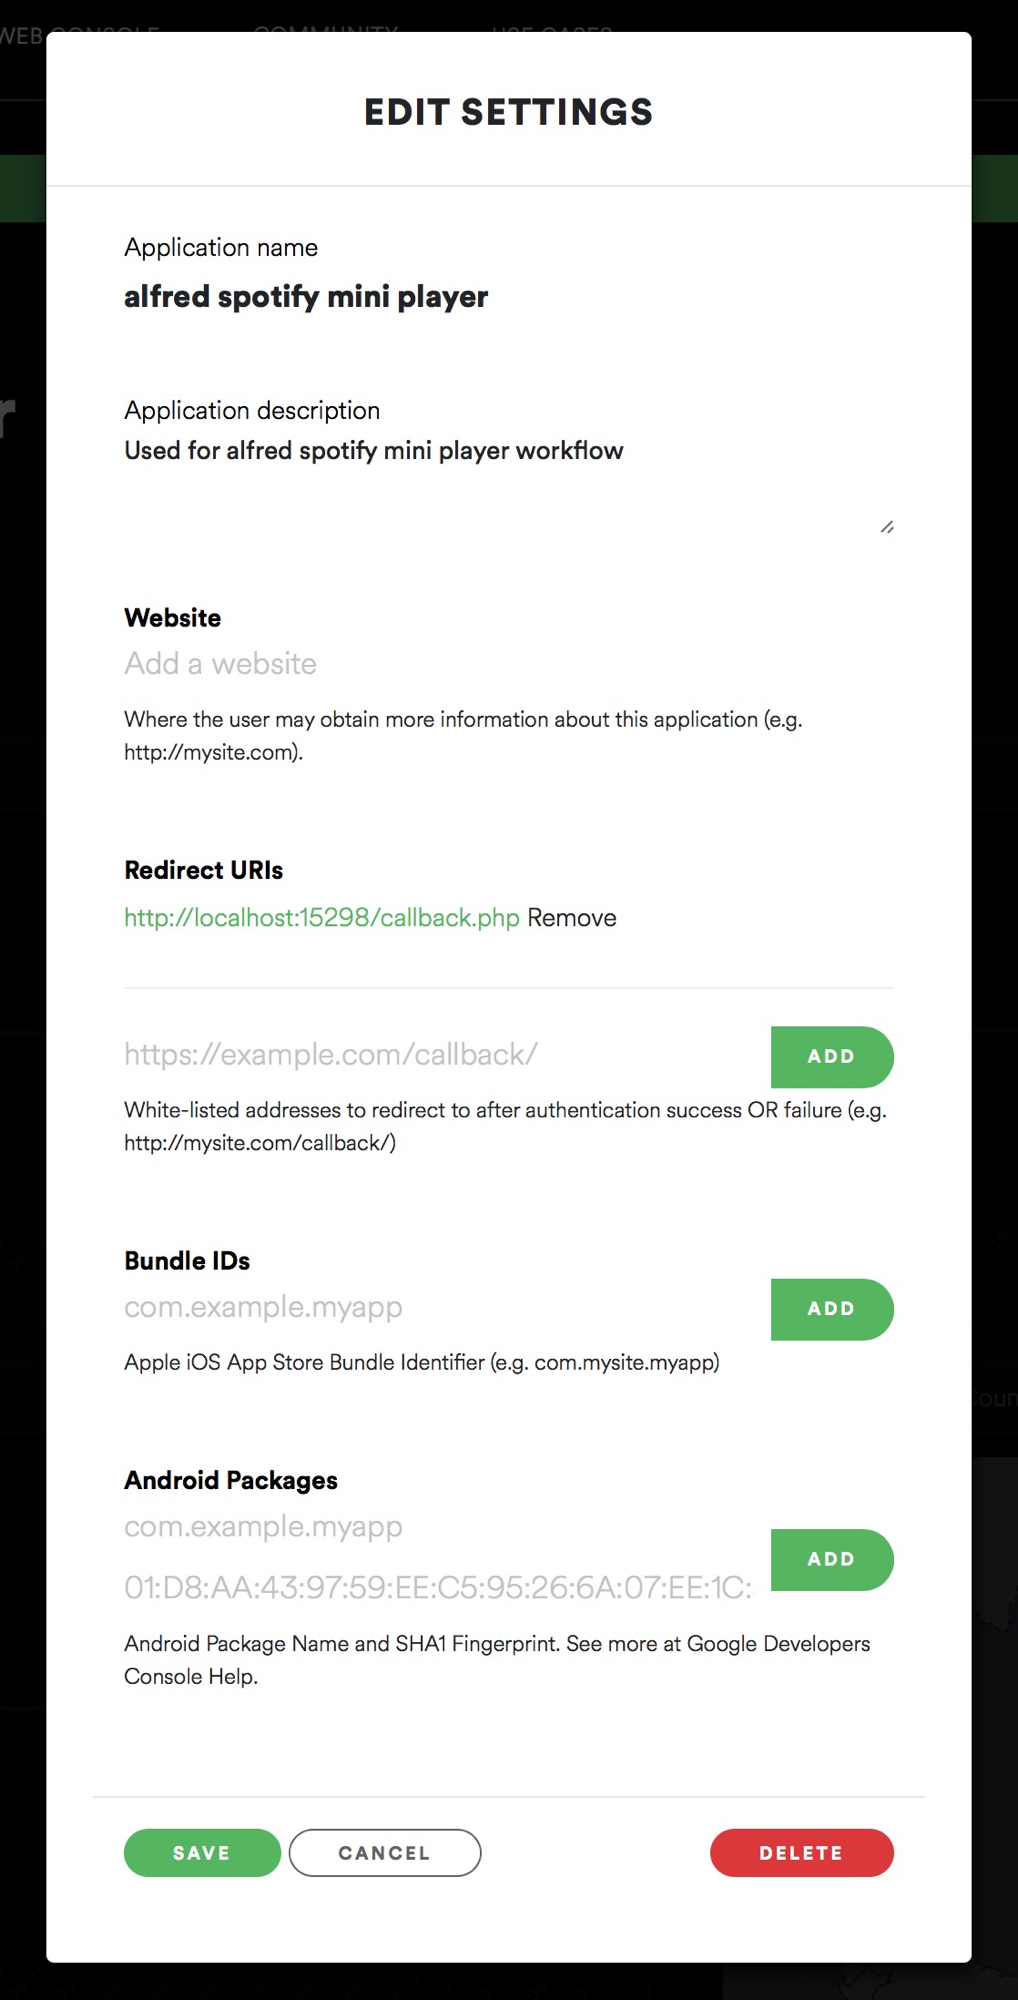 WEB CONSOLE COMMUNITY USE CASES
EDIT SETTINGS
Application name
alfred spotify mini player
r
Application description
Used for alfred spotify mini player workflow
Website
Add a website
Where the user may obtain more information about this application (e.g.
http://mysite.com).
Redirect URIs
http://localhost:15298/callback.php Remove
https://example.com/callback/
ADD
White-listed addresses to redirect to after authentication success OR failure (e.g.
http://mysite.com/callback/)
Bundle IDs
com.example.myapp
ADD
Apple iOS App Store Bundle Identifier (e.g. com.mysite.myapp)
Android Packages
com.example.myapp
ADD
01:D8:AA:43:97:59:EE:C5:95:26:6A:07:EE:1C:
Android Package Name and SHA1 Fingerprint. See more at Google Developers
Console Help.
SAVE CANCEL DELETE